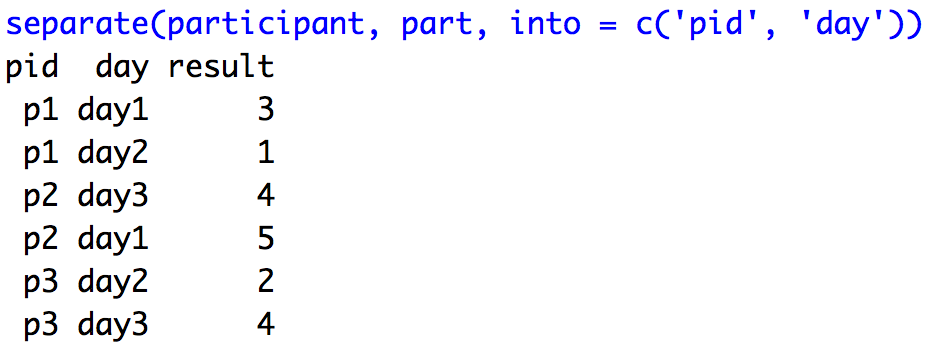 separate(participant, part, into = c('pid', 'day'))
pid day result
p1 day1 3
p1 day2 1
p2 day3 4
p2 day1 5
p3 day2 2
p3 day3 4